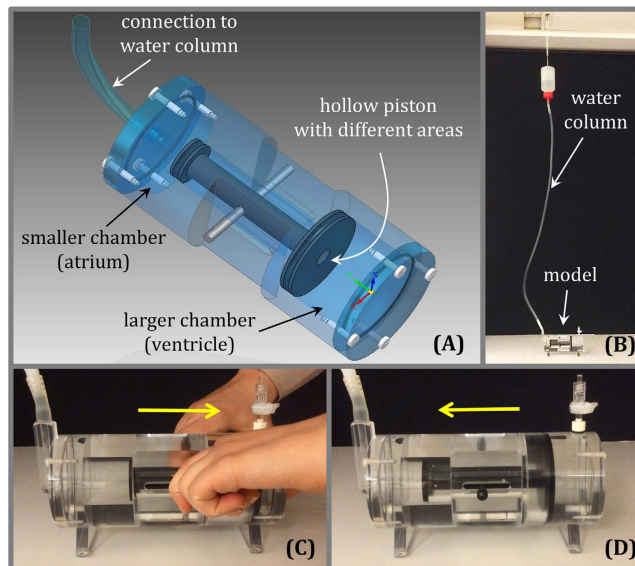 connection to
water column
hollow piston
with different areas
smaller chamber
(atrium)
larger chamber
(ventricle)
(A)
water
column
model
(B)
(C)
(D)